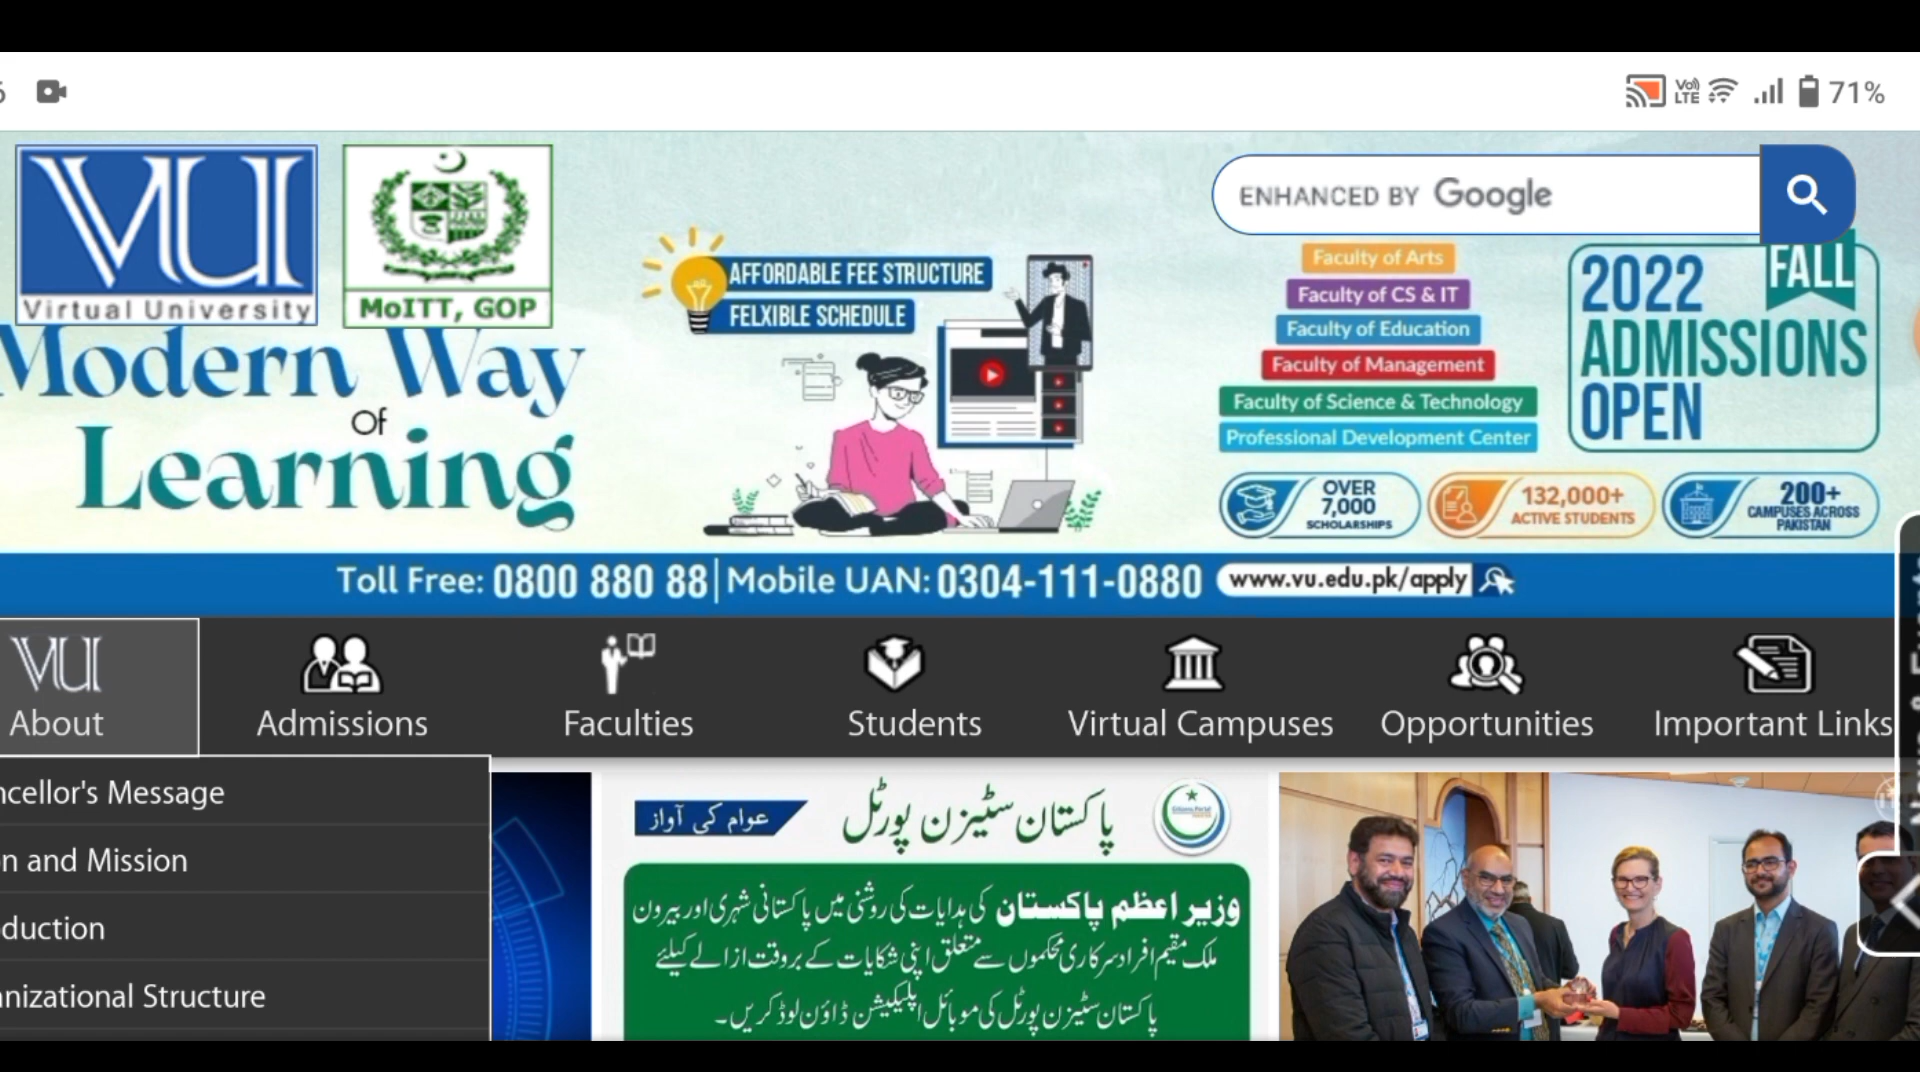 71%
VU
Virtual University
MoITT, GOP
Modern Way
Of
Learning
AFFORDABLE FEE STRUCTURE
FELXIBLE SCHEDULE
ENHANCED BY Google
Faculty of Arts
Faculty of CS & IT
Faculty of Education
Faculty of Management
Faculty of Science & Technology
Professional Development Center
2022 FALL
ADMISSIONS
OPEN
OVER
7,000
SCHOLARSHIPS
132,000+
ACTIVE STUDENTS
200+
CAMPUSES ACROSS
PAKISTAN
Toll Free: 0800 880 88 | Mobile UAN: 0304-111-0880 www.vu.edu.pk/apply
VU
About Admissions Faculties Students Virtual Campuses Opportunities Important Links
ncellor's Message
n and Mission
duction
nizational Structure
پاکستان سٹیزن پورٹل
عوام کی آواز
وزیر اعظم پاکستان کی ہدایات کی روشنی میں پاکستانی شہری اور بیرون
ملک مقیم افراد سرکاری محکموں سے متعلق اپنی شکایات کے بروقت ازالے کیلئے
پاکستان سٹیزن پورٹل کی موبائل اپلیکیشن ڈاؤن لوڈ کریں۔